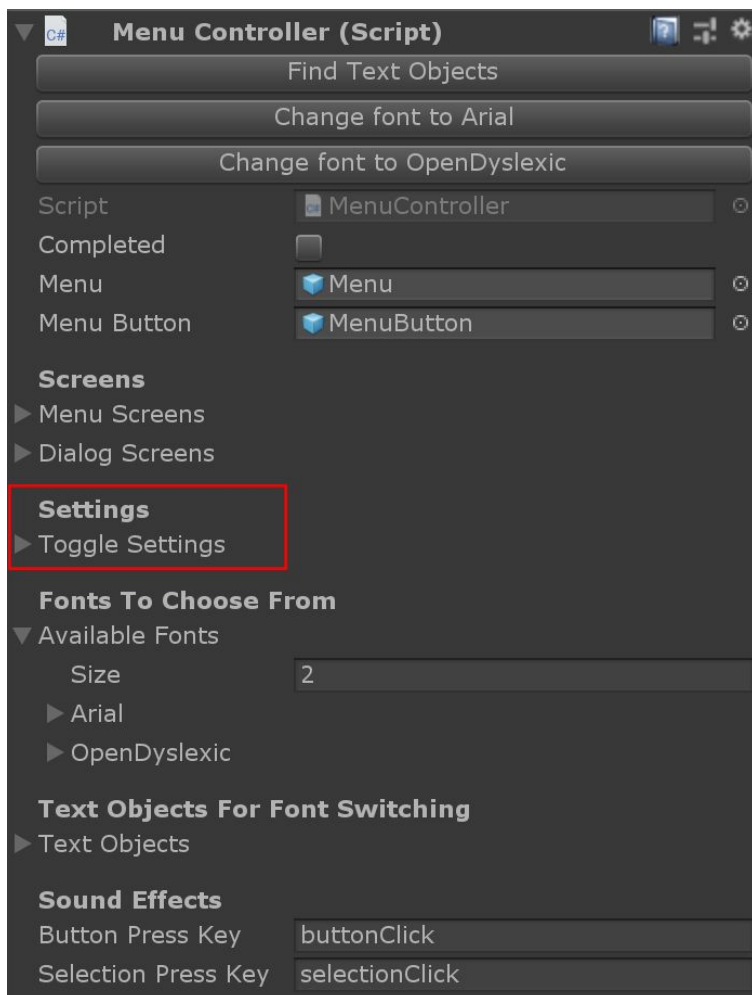 C# Menu Controller (Script)
Find Text Objects
Change font to Arial
Change font to OpenDyslexic
Script C# MenuController
Completed
Menu Menu
Menu Button MenuButton
Screens
Menu Screens
Dialog Screens
Settings
Toggle Settings
Fonts To Choose From
Available Fonts
Size 2
Arial
OpenDyslexic
Text Objects For Font Switching
Text Objects
Sound Effects
Button Press Key buttonClick
Selection Press Key selectionClick